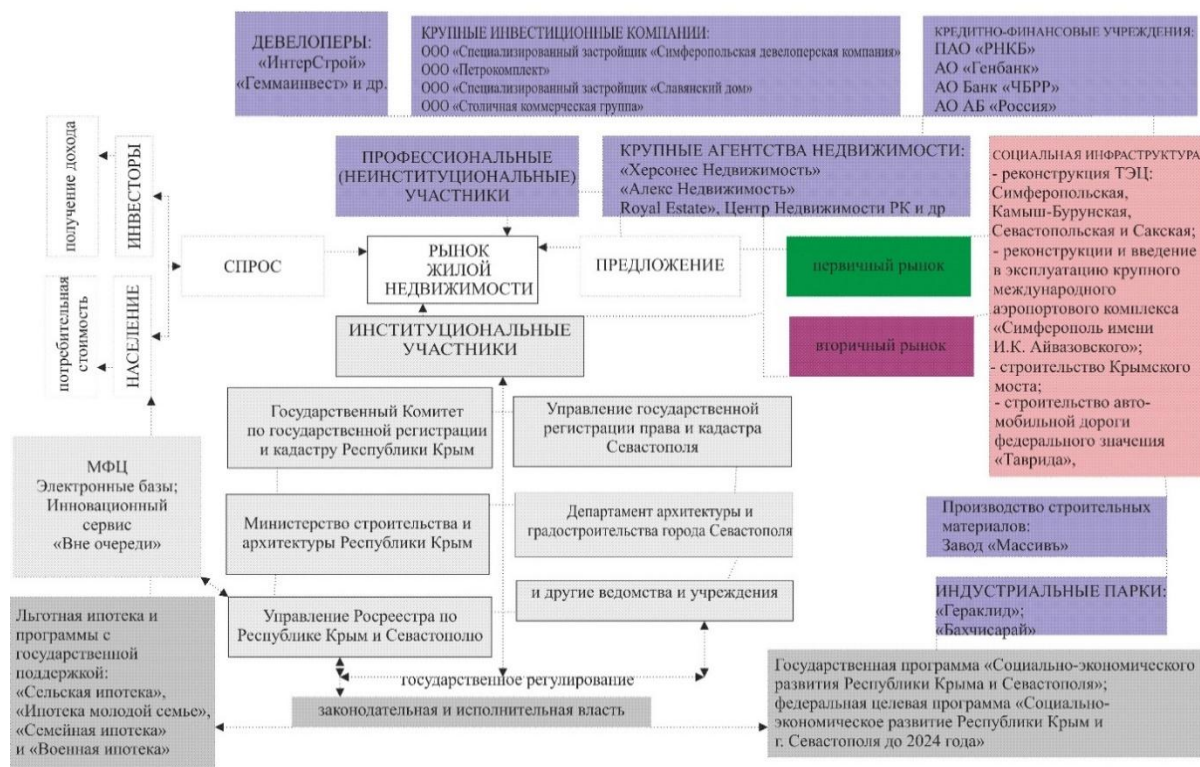 ДЕВЕЛОПЕРЫ:
«ИнтерСтрой»
«Геммаинвест» и др.
КРУПНЫЕ ИНВЕСТИЦИОННЫЕ КОМПАНИИ:
ООО «Специализированный застройщик «Симферопольская девелоперская компания»
ООО «Петрокомплект»
ООО «Специализированный застройщик «Славянский дом»
ООО «Столичная коммерческая группа»
КРЕДИТНО-ФИНАНСОВЫЕ УЧРЕЖДЕНИЯ:
ПАО «РНКБ»
АО «Генбанк»
АО Банк «ЧБРР»
АО АБ «Россия»
получение дохода
ИНВЕСТОРЫ
ПРОФЕССИОНАЛЬНЫЕ
(НЕИНСТИТУЦИОНАЛЬНЫЕ)
УЧАСТНИКИ
КРУПНЫЕ АГЕНТСТВА НЕДВИЖИМОСТИ:
«Херсонес Недвижимость»
«Алекс Недвижимость»
Royal Estate», Центр Недвижимости РК и др
СОЦИАЛЬНАЯ ИНФРАСТРУКТУРА
- реконструкция ТЭЦ:
Симферопольская,
Камыш-Бурунская,
Севастопольская и Сакская;
- реконструкция и введение
в эксплуатацию крупного
международного
аэропортового комплекса
«Симферополь имени
И.К. Айвазовского»;
- строительство Крымского
моста;
- строительство авто-
мобильной дороги
федерального значения
«Таврида»,
СПРОС
РЫНОК
ЖИЛОЙ
НЕДВИЖИМОСТИ
ПРЕДЛОЖЕНИЕ
первичный рынок
вторичный рынок
потребительная
стоимость
НАСЕЛЕНИЕ
ИНСТИТУЦИОНАЛЬНЫЕ
УЧАСТНИКИ
Государственный Комитет
по государственной регистрации
и кадастру Республики Крым
Управление государственной
регистрации права и кадастра
Севастополя
МФЦ
Электронные базы;
Инновационный
сервис
«Вне очереди»
Министерство строительства и
архитектуры Республики Крым
Департамент архитектуры и
градостроительства города Севастополя
Производство строительных
материалов:
Завод «Массивъ»
Управление Росреестра по
Республике Крым и Севастополю
и другие ведомства и учреждения
ИНДУСТРИАЛЬНЫЕ ПАРКИ:
«Гераклид»;
«Бахчисарай»
Льготная ипотека и
программы с
государственной
поддержкой:
«Сельская ипотека»,
«Ипотека молодой семье»,
«Семейная ипотека»
и «Военная ипотека»
государственное регулирование
законодательная и исполнительная власть
Государственная программа «Социально-экономического
развития Республики Крыма и Севастополя»;
федеральная целевая программа «Социально-
экономическое развитие Республики Крым и
г. Севастополя до 2024 года»